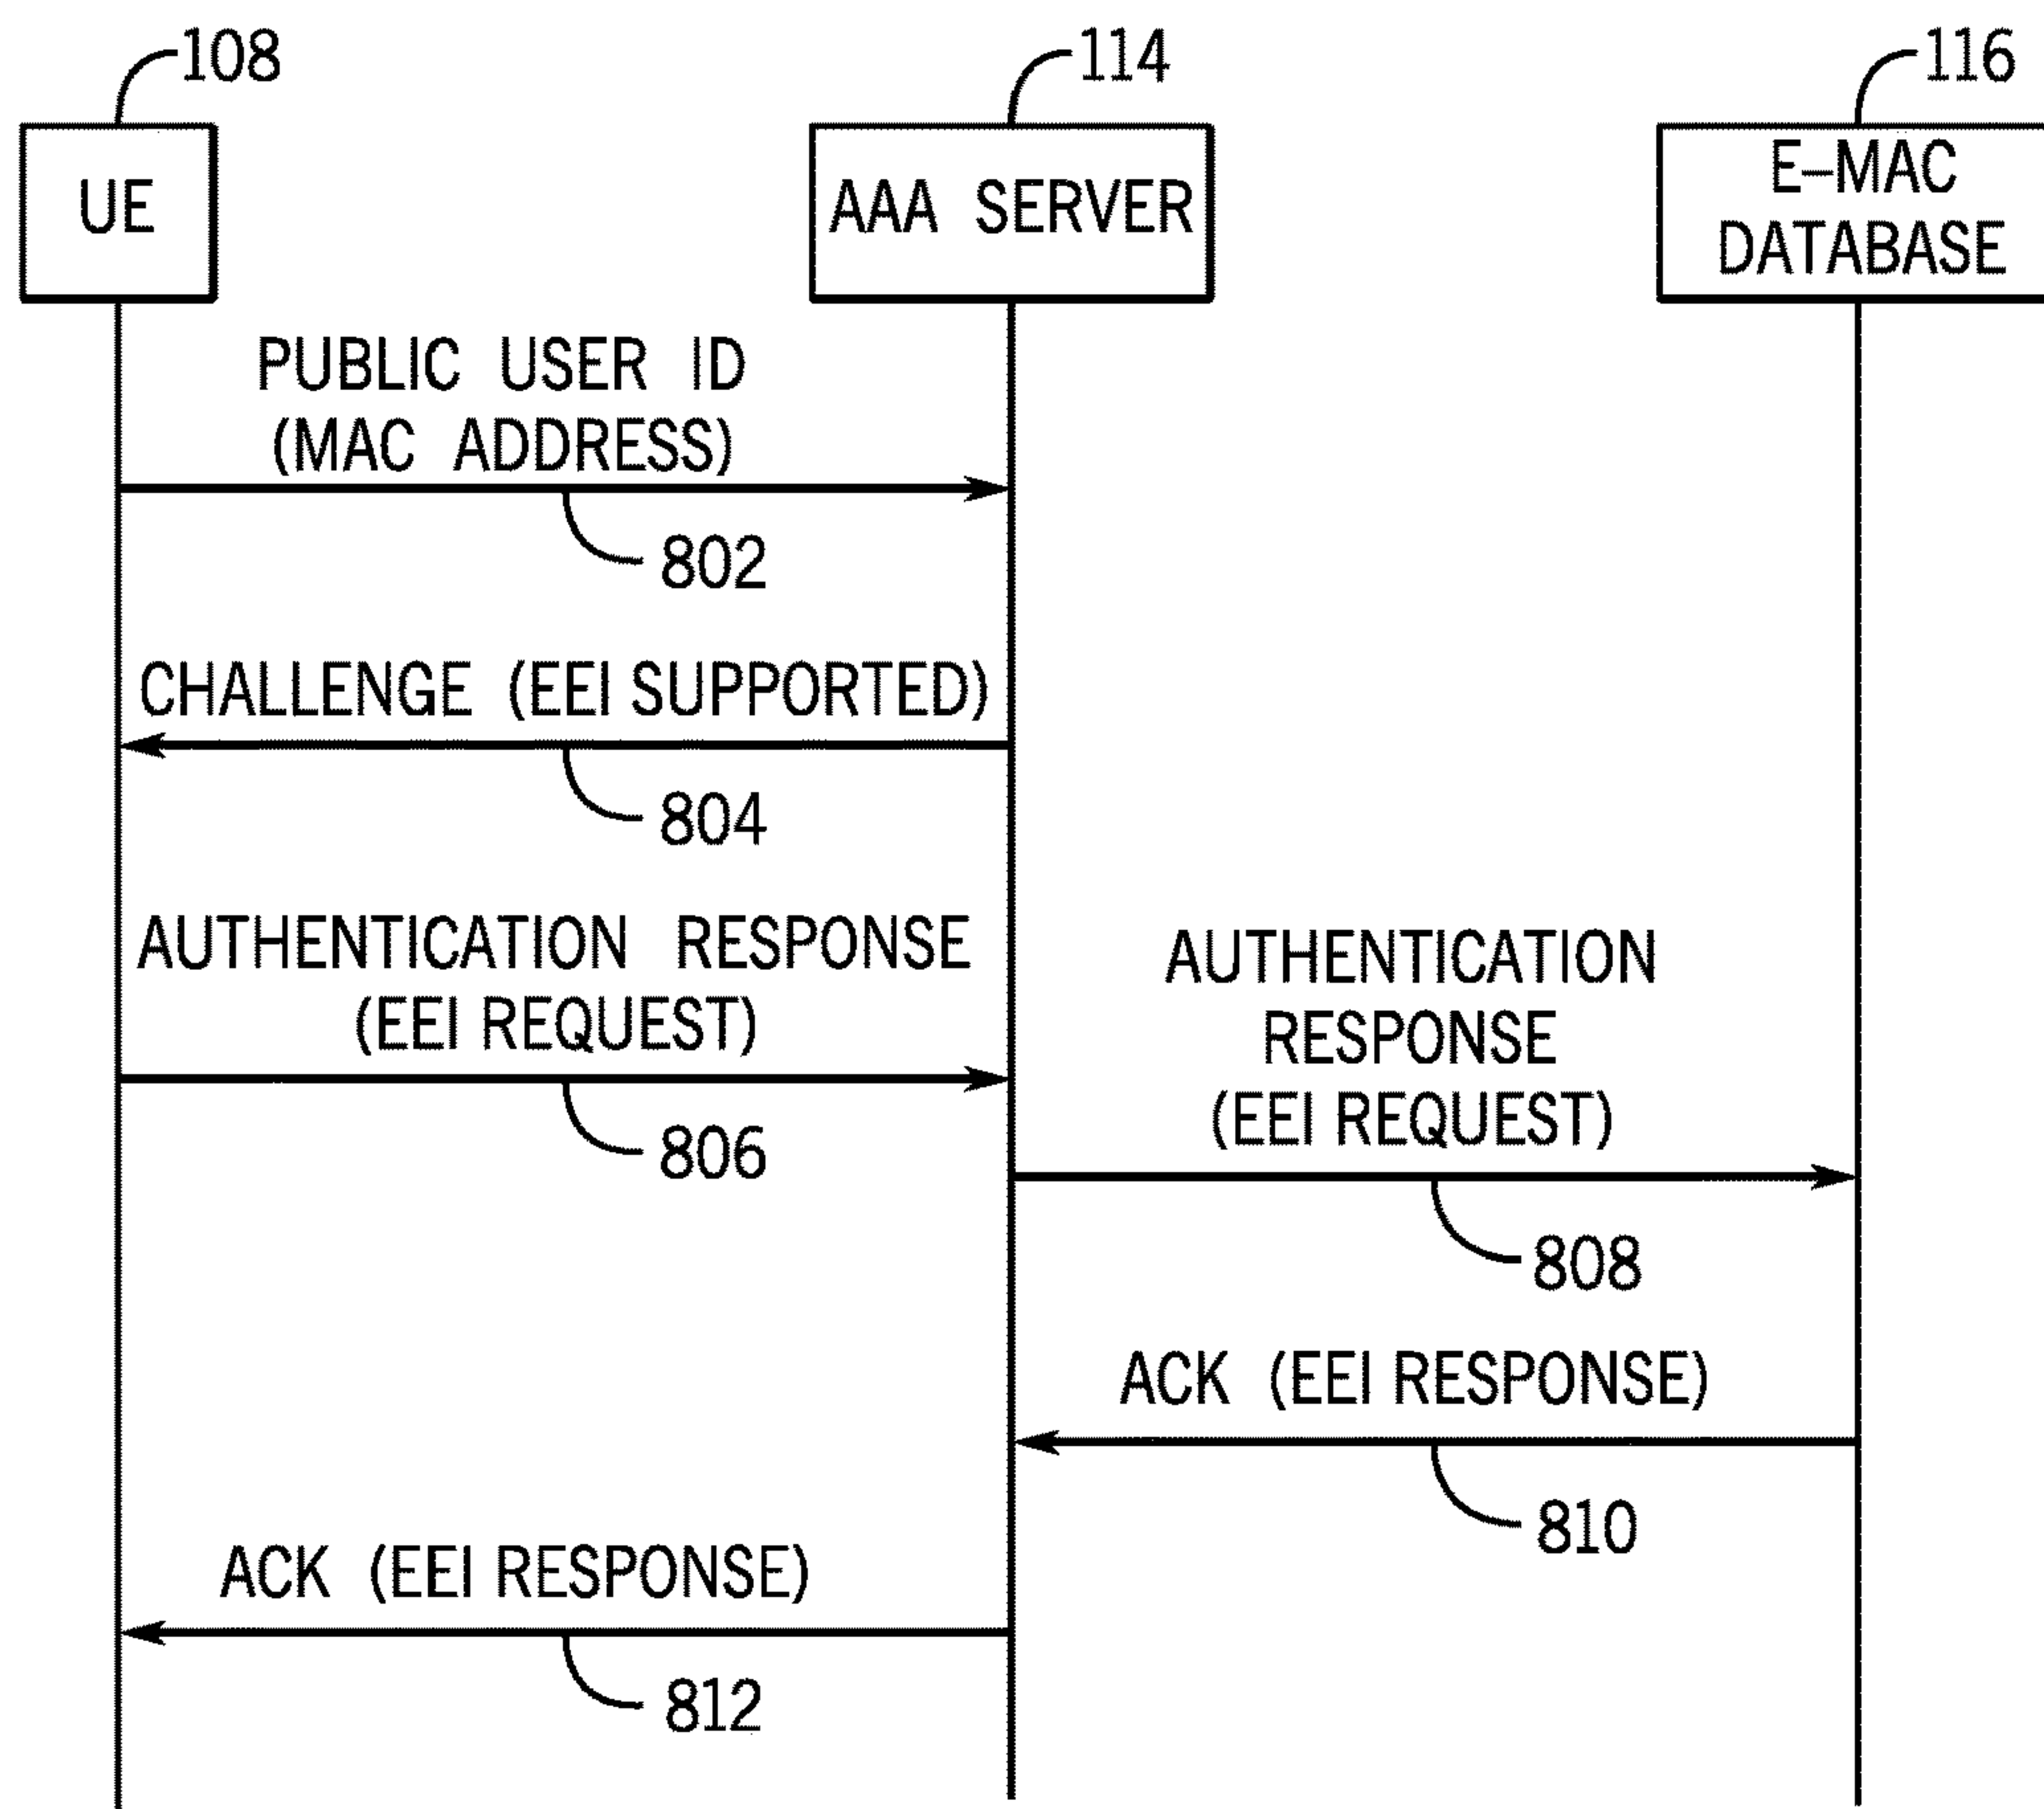 108
114
116
UE
AAA SERVER
E-MAC
DATABASE
PUBLIC USER ID
(MAC ADDRESS)
802
CHALLENGE (EEI SUPPORTED)
804
AUTHENTICATION RESPONSE
(EEI REQUEST)
806
AUTHENTICATION
RESPONSE
(EEI REQUEST)
808
ACK (EEI RESPONSE)
810
ACK (EEI RESPONSE)
812